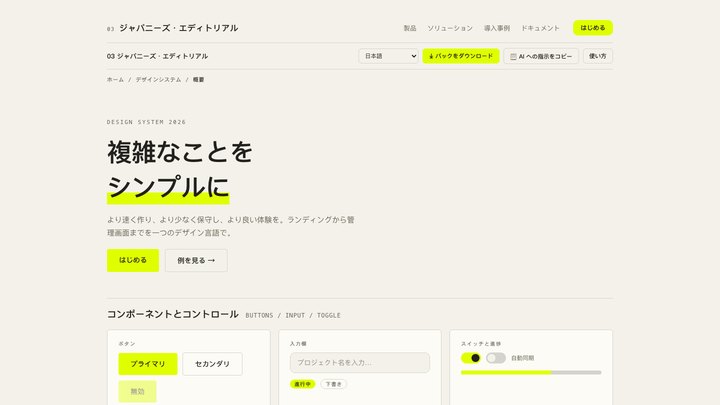 03 ジャパニーズ・エディトリアル
製品 ソリューション 導入事例 ドキュメント はじめる
03 ジャパニーズ・エディトリアル
日本語 パックをダウンロード AI への指示をコピー 使い方
ホーム / デザインシステム / 概要
DESIGN SYSTEM 2026
複雑なことを
シンプルに
より速く作り、より少なく保守し、より良い体験を。ランディングから管
理画面までを一つのデザイン言語で。
はじめる 例を見る →
コンポーネントとコントロール BUTTONS / INPUT / TOGGLE
ボタン
プライマリ セカンダリ
無効
入力欄
プロジェクト名を入力...
進行中 下書き
スイッチと進捗
自動同期